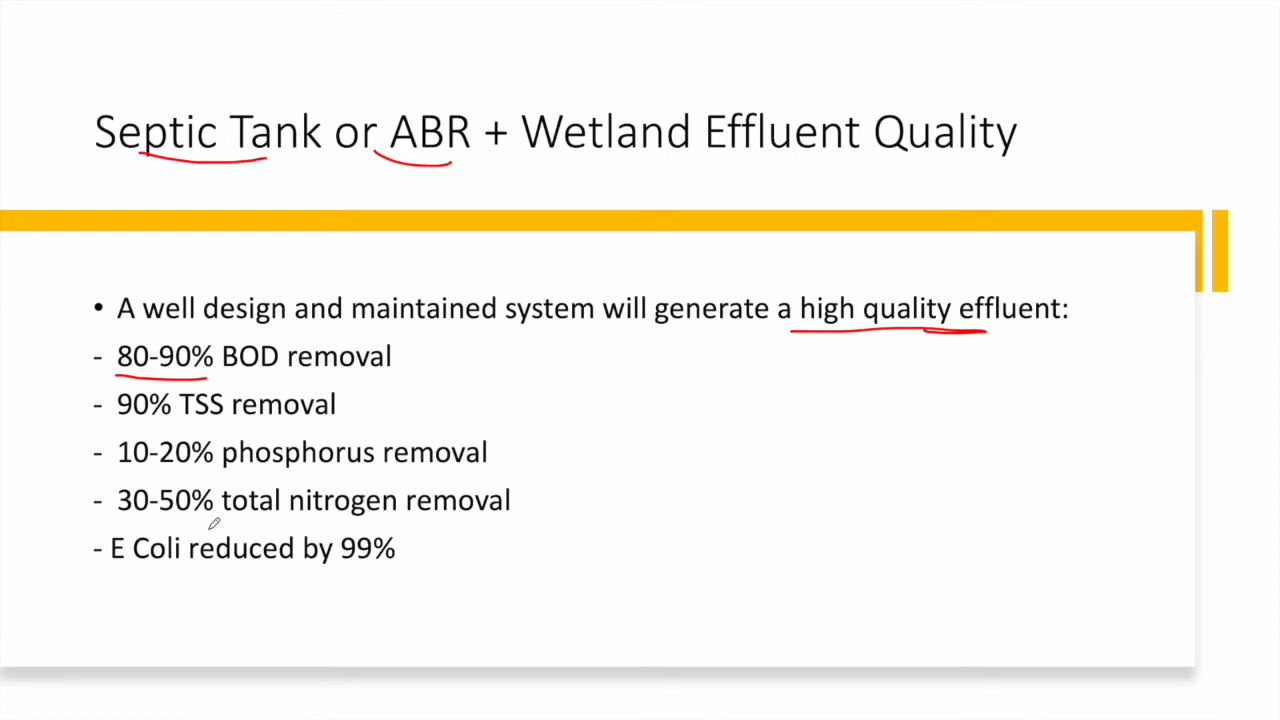 Septic Tank or ABR + Wetland Effluent Quality
• A well design and maintained system will generate a high quality effluent:
- 80-90% BOD removal
- 90% TSS removal
- 10-20% phosphorus removal
- 30-50% total nitrogen removal
- E Coli reduced by 99%